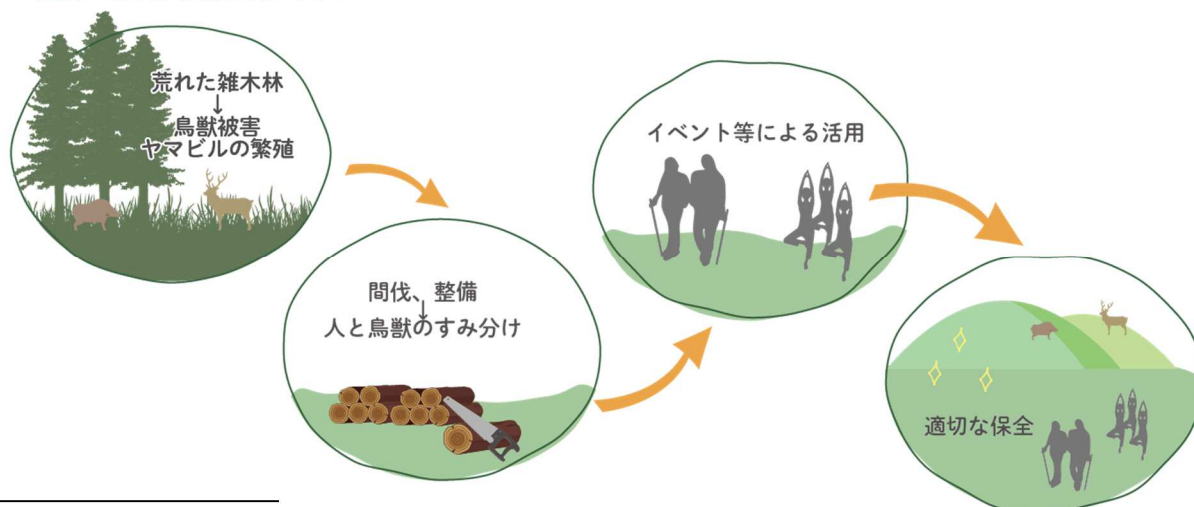 荒れた雑木林
↓
鳥獣被害
ヤマビルの繁殖
間伐、整備
↓
人と鳥獣のすみ分け
イベント等による活用
適切な保全